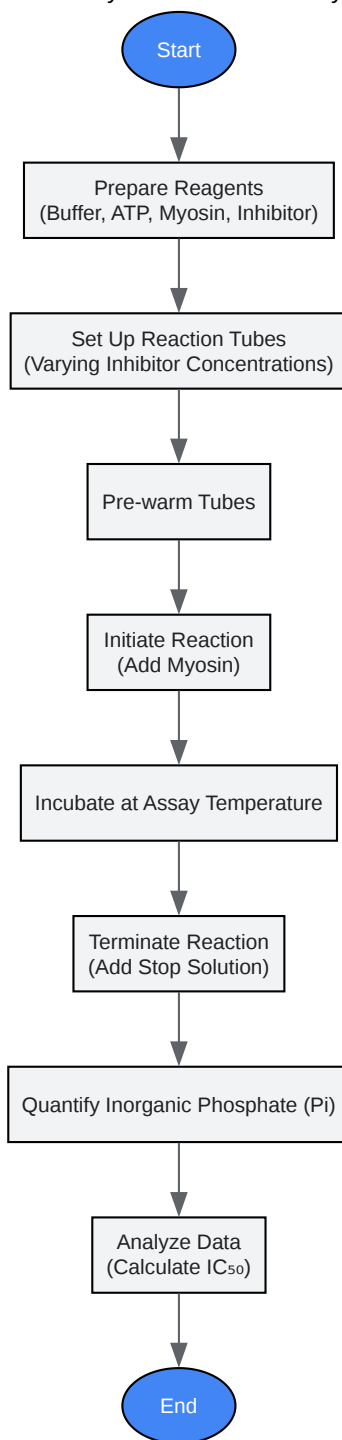 Start
Prepare Reagents
(Buffer, ATP, Myosin, Inhibitor)
Set Up Reaction Tubes
(Varying Inhibitor Concentrations)
Pre-warm Tubes
Initiate Reaction
(Add Myosin)
Incubate at Assay Temperature
Terminate Reaction
(Add Stop Solution)
Quantify Inorganic Phosphate (Pi)
Analyze Data
(Calculate IC₅₀)
End